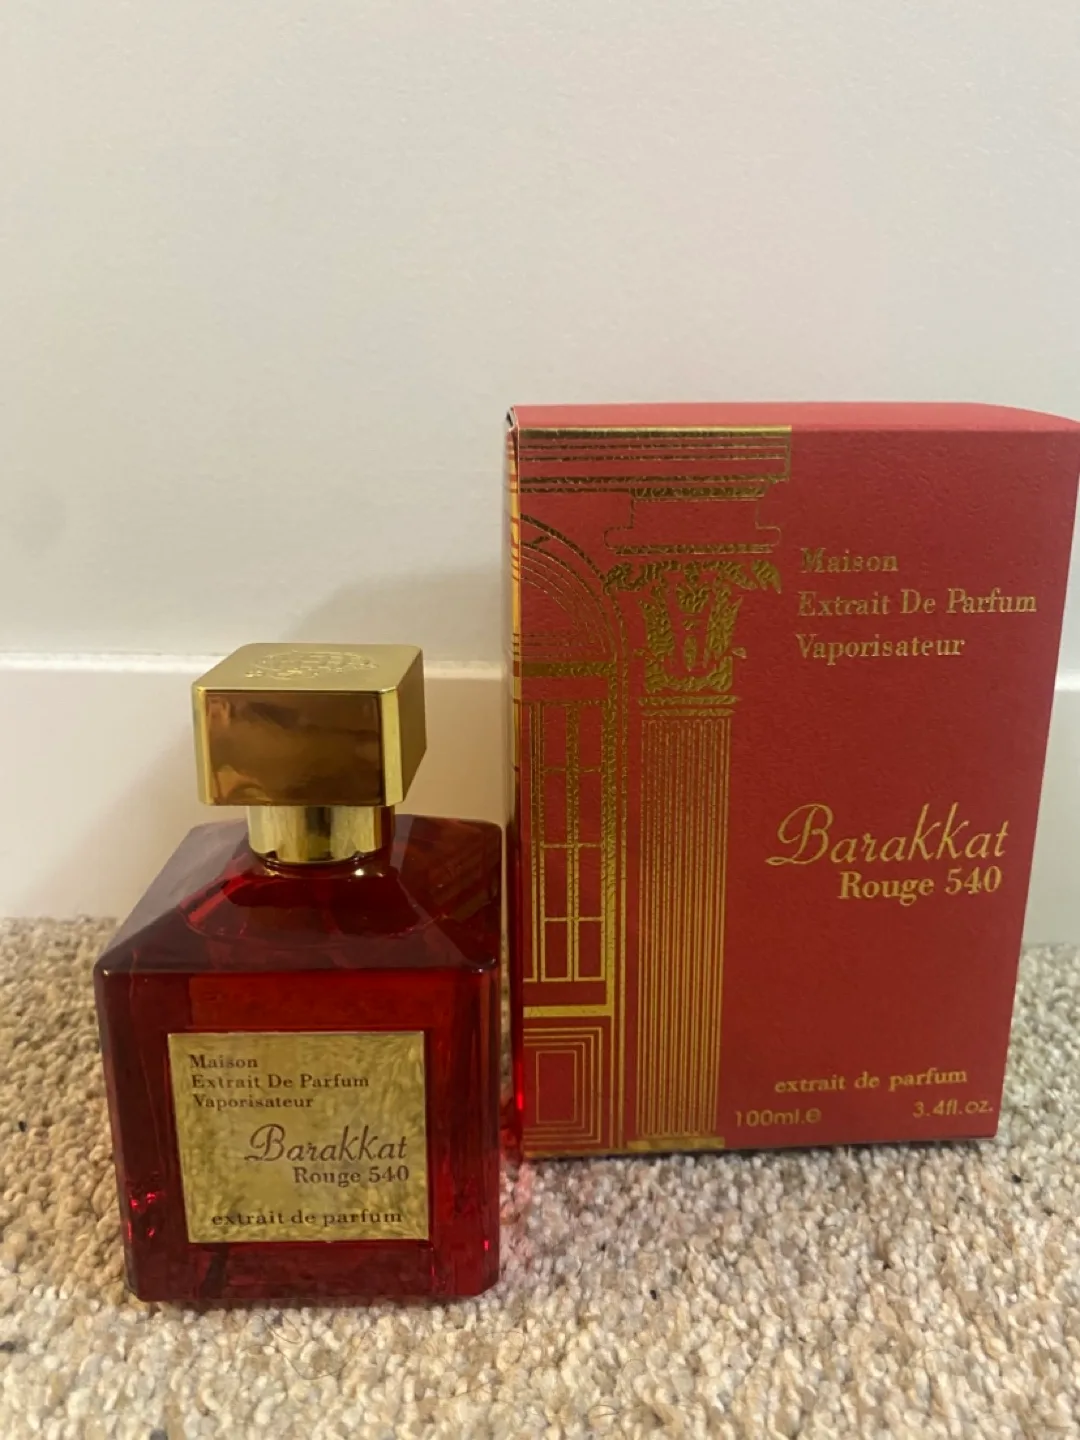 Maison
Extrait De Parfum
Vaporisateur
Barakkat
Rouge 540
extrait de parfum
100ml.e
3.4fl.oz.
Maison
Extrait De Parfum
Vaporisateur
Barakkat
Rouge 540
extrait de parfum